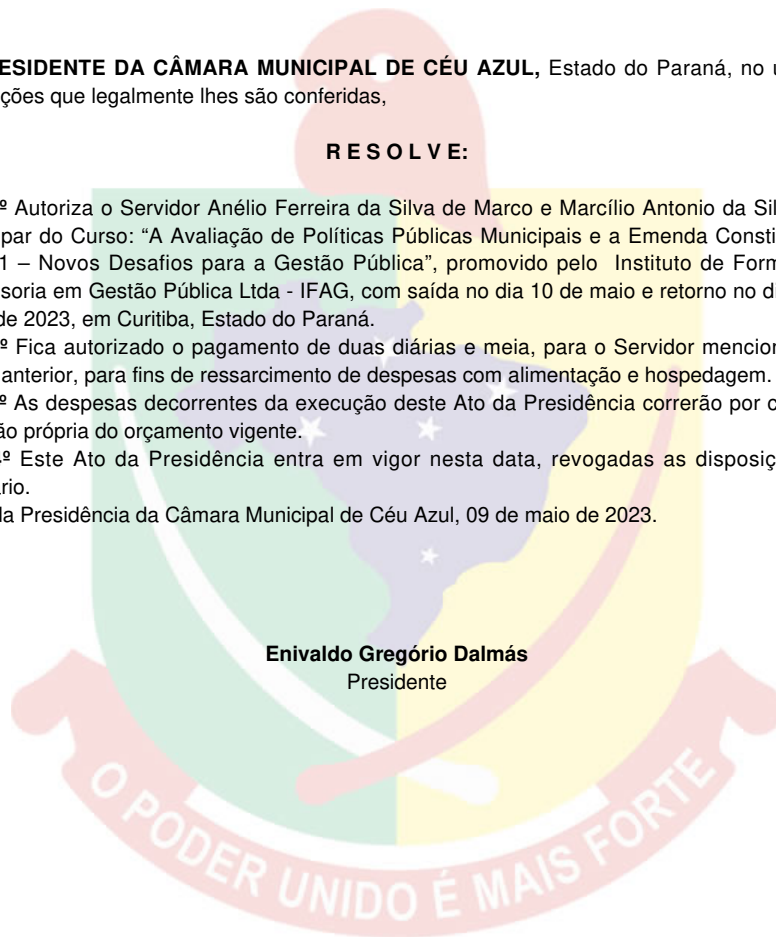 ESIDENTE DA CÂMARA MUNICIPAL DE CÉU AZUL, Estado do Paraná, no
ções que legalmente lhes são conferidas,
R E S O L V E:
º Autoriza o Servidor Anélio Ferreira da Silva de Marco e Marcílio Antonio da Sil
par do Curso: “A Avaliação de Políticas Públicas Municipais e a Emenda Consti
1 – Novos Desafios para a Gestão Pública”, promovido pelo Instituto de Form
soria em Gestão Pública Ltda - IFAG, com saída no dia 10 de maio e retorno no di
de 2023, em Curitiba, Estado do Paraná.
º Fica autorizado o pagamento de duas diárias e meia, para o Servidor mencion
anterior, para fins de ressarcimento de despesas com alimentação e hospedagem.
º As despesas decorrentes da execução deste Ato da Presidência correrão por c
ão própria do orçamento vigente.
º Este Ato da Presidência entra em vigor nesta data, revogadas as disposiç
rio.
la Presidência da Câmara Municipal de Céu Azul, 09 de maio de 2023.
Enivaldo Gregório Dalmás
Presidente
O PODER UNIDO É MAIS FORTE